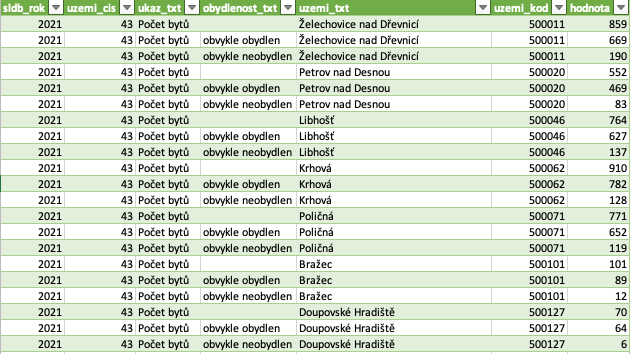 sldb_rok uzemi_cis ukaz_txt obydlenost_txt uzemi_txt uzemi_kod hodnota
2021 43 Počet bytů Želechovice nad Dřevnicí 500011 859
2021 43 Počet bytů obvykle obydlen Želechovice nad Dřevnicí 500011 669
2021 43 Počet bytů obvykle neobydlen Želechovice nad Dřevnicí 500011 190
2021 43 Počet bytů Petrov nad Desnou 500020 552
2021 43 Počet bytů obvykle obydlen Petrov nad Desnou 500020 469
2021 43 Počet bytů obvykle neobydlen Petrov nad Desnou 500020 83
2021 43 Počet bytů Libhošť 500046 764
2021 43 Počet bytů obvykle obydlen Libhošť 500046 627
2021 43 Počet bytů obvykle neobydlen Libhošť 500046 137
2021 43 Počet bytů Krhová 500062 910
2021 43 Počet bytů obvykle obydlen Krhová 500062 782
2021 43 Počet bytů obvykle neobydlen Krhová 500062 128
2021 43 Počet bytů Poličná 500071 771
2021 43 Počet bytů obvykle obydlen Poličná 500071 652
2021 43 Počet bytů obvykle neobydlen Poličná 500071 119
2021 43 Počet bytů Bražec 500101 101
2021 43 Počet bytů obvykle obydlen Bražec 500101 89
2021 43 Počet bytů obvykle neobydlen Bražec 500101 12
2021 43 Počet bytů Doupovské Hradiště 500127 70
2021 43 Počet bytů obvykle obydlen Doupovské Hradiště 500127 64
2021 43 Počet bytů obvykle neobydlen Doupovské Hradiště 500127 6